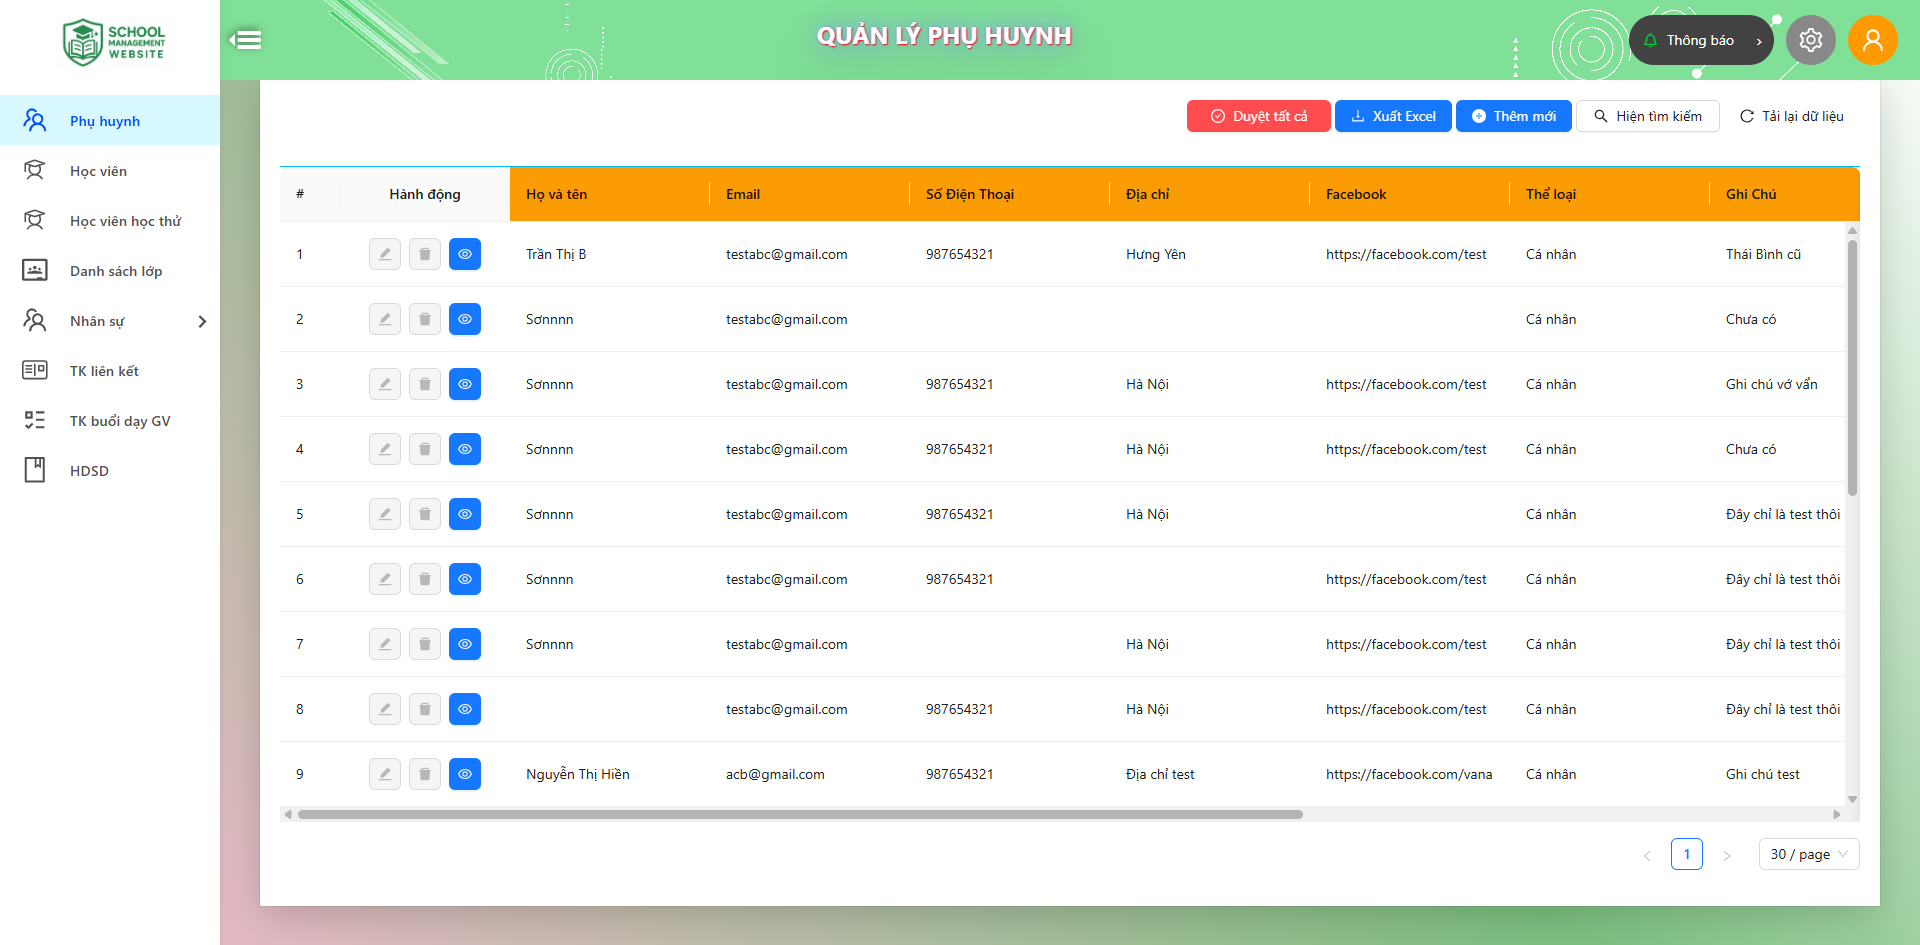 SCHOOL
MANAGEMENT
WEBSITE
QUẢN LÝ PHỤ HUYNH
Thông báo
Phụ huynh
Học viên
Học viên học thử
Danh sách lớp
Nhân sự
TK liên kết
TK buổi dạy GV
HDSD
Duyệt tất cả
Xuất Excel
Thêm mới
Hiện tìm kiếm
Tải lại dữ liệu
# Hành động Họ và tên Email Số Điện Thoại Địa chỉ Facebook Thể loại Ghi Chú
1 Trần Thị B testabc@gmail.com 987654321 Hưng Yên https://facebook.com/test Cá nhân Thái Bình cũ
2 Sơnnnn testabc@gmail.com Cá nhân Chưa có
3 Sơnnnn testabc@gmail.com 987654321 Hà Nội https://facebook.com/test Cá nhân Ghi chú vớ vẩn
4 Sơnnnn testabc@gmail.com 987654321 Hà Nội https://facebook.com/test Cá nhân Chưa có
5 Sơnnnn testabc@gmail.com 987654321 Hà Nội Cá nhân Đây chỉ là test thôi
6 Sơnnnn testabc@gmail.com 987654321 https://facebook.com/test Cá nhân Đây chỉ là test thôi
7 Sơnnnn testabc@gmail.com Hà Nội https://facebook.com/test Cá nhân Đây chỉ là test thôi
8 testabc@gmail.com 987654321 Hà Nội https://facebook.com/test Cá nhân Đây chỉ là test thôi
9 Nguyễn Thị Hiền acb@gmail.com 987654321 Địa chỉ test https://facebook.com/vana Cá nhân Ghi chú test
1
30 / page